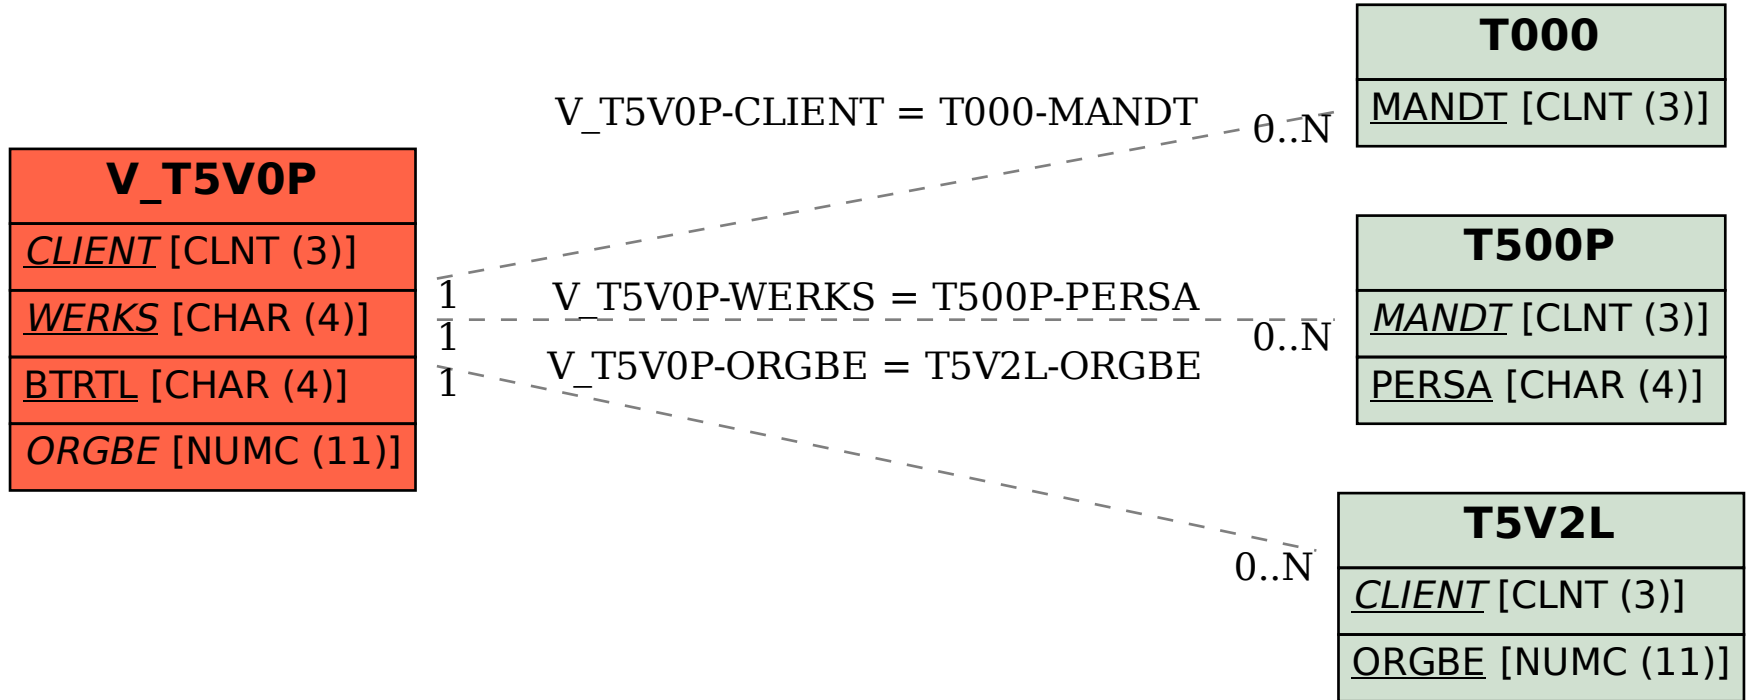 V_T5V0P
CLIENT [CLNT (3)]
WERKS [CHAR (4)]
BTRTL [CHAR (4)]
ORGBE [NUMC (11)]
V_T5V0P-CLIENT = T000-MANDT
0..N
1
V_T5V0P-WERKS = T500P-PERSA
1
0..N
V_T5V0P-ORGBE = T5V2L-ORGBE
1
0..N
T000
MANDT [CLNT (3)]
T500P
MANDT [CLNT (3)]
PERSA [CHAR (4)]
T5V2L
CLIENT [CLNT (3)]
ORGBE [NUMC (11)]